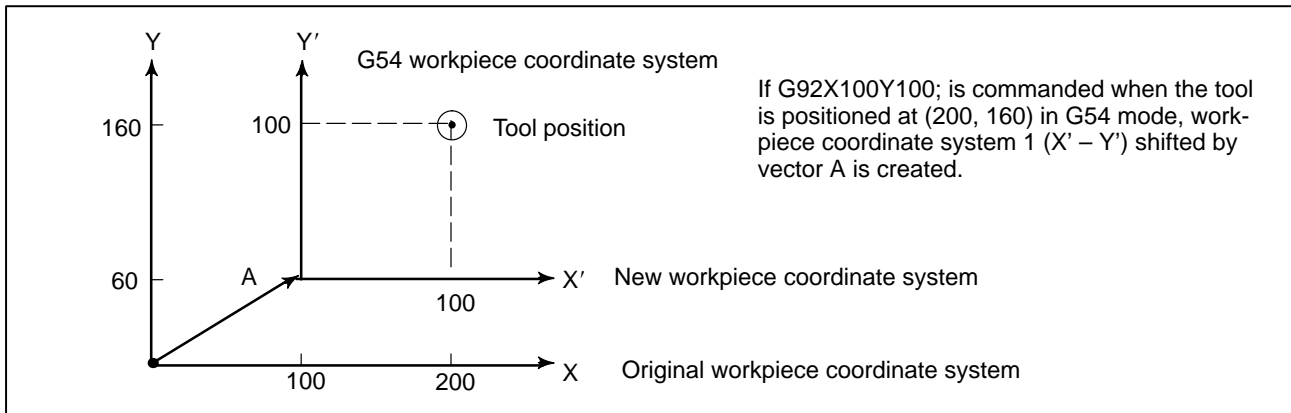 Y
Y′
G54 workpiece coordinate system
If G92X100Y100; is commanded when the tool
is positioned at (200, 160) in G54 mode, work-
piece coordinate system 1 (X' – Y') shifted by
vector A is created.
160
100
Tool position
60
A
X′
New workpiece coordinate system
100
X
Original workpiece coordinate system
100
200